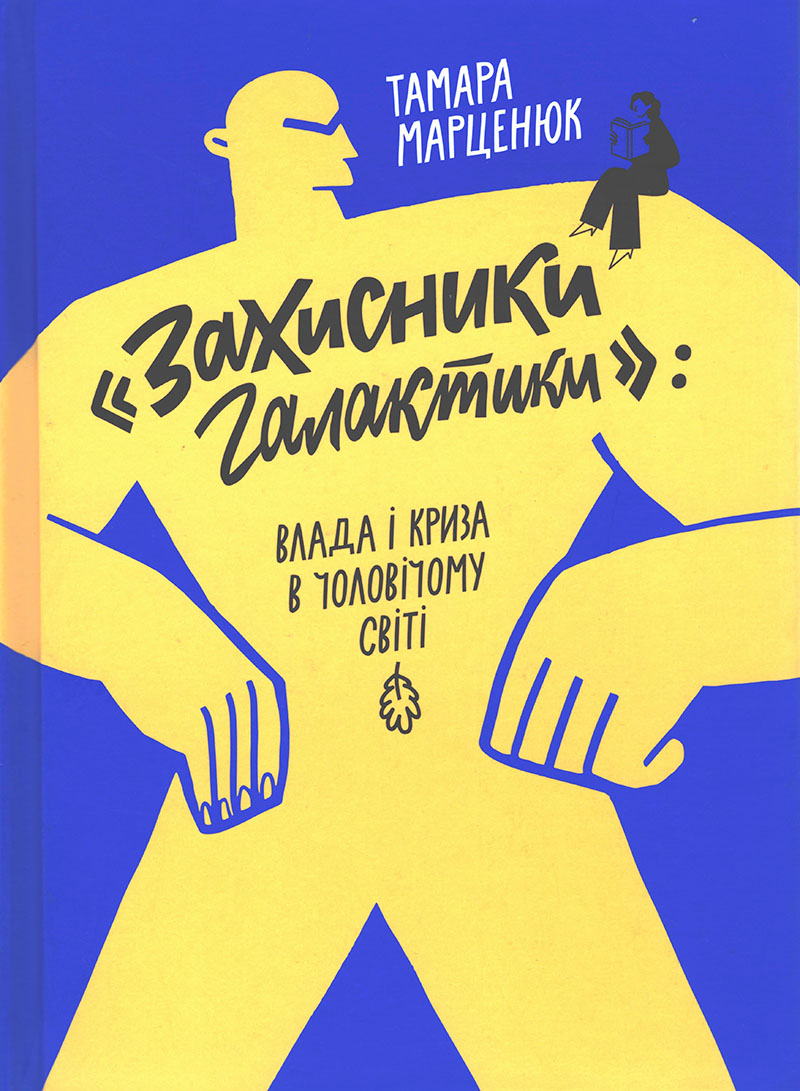 ТАМАРА
МАРЦЕНЮК
«Захисники
галактики»:
ВЛАДА І КРИЗА
В ЧОЛОВІЧОМУ
СВІТІ